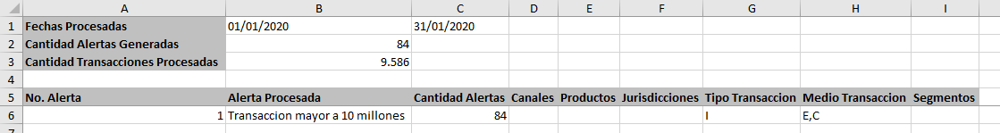 A B C D E F G H I
1 Fechas Procesadas 01/01/2020 31/01/2020
2 Cantidad Alertas Generadas 84
3 Cantidad Transacciones Procesadas 9.586
4
5 No. Alerta Alerta Procesada Cantidad Alertas Canales Productos Jurisdicciones Tipo Transaccion Medio Transaccion Segmentos
6 1 Transaccion mayor a 10 millones 84 I E,C